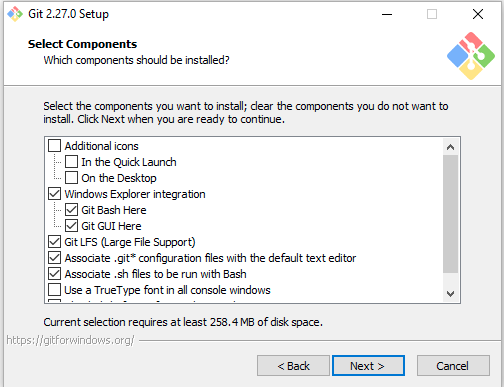 Git 2.27.0 Setup
Select Components
Which components should be installed?
Select the components you want to install; clear the components you do not want to
install. Click Next when you are ready to continue.
Additional icons
In the Quick Launch
On the Desktop
Windows Explorer integration
Git Bash Here
Git GUI Here
Git LFS (Large File Support)
Associate .git* configuration files with the default text editor
Associate .sh files to be run with Bash
Use a TrueType font in all console windows
Current selection requires at least 258.4 MB of disk space.
https://gitforwindows.org/
< Back
Next >
Cancel